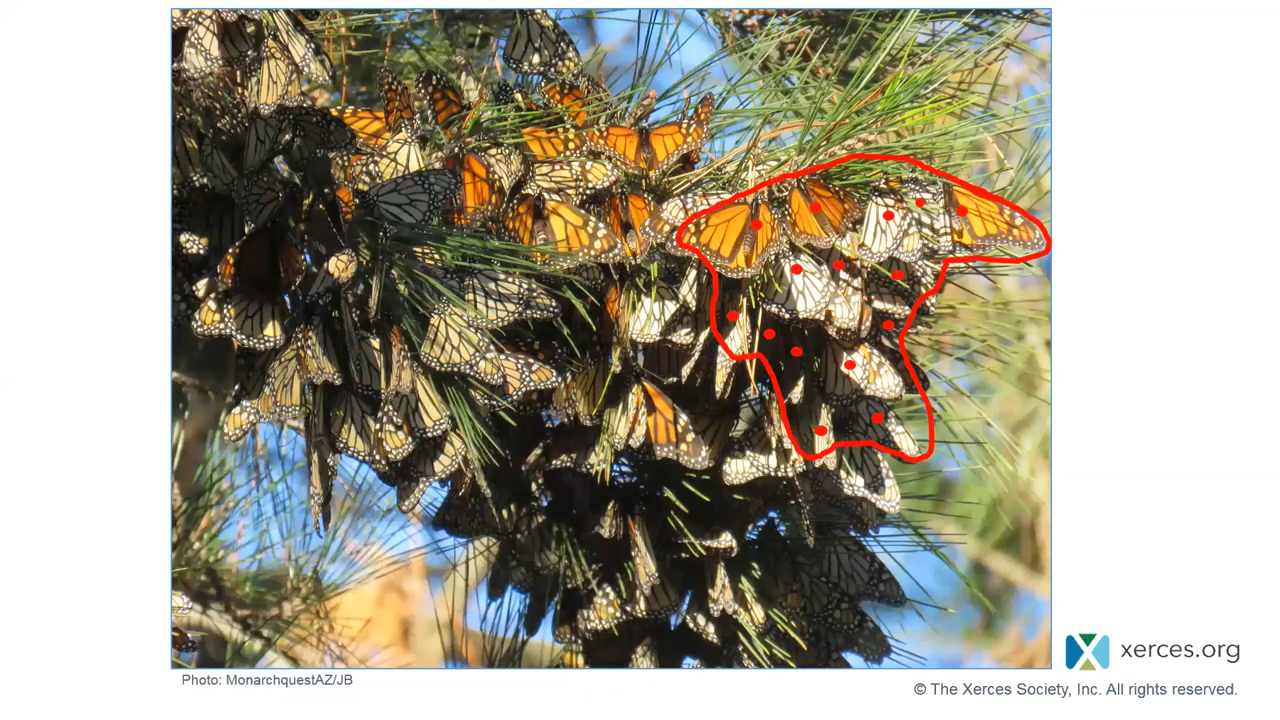 xerces.org
Photo: MonarchquestAZ/JB
© The Xerces Society, Inc. All rights reserved.